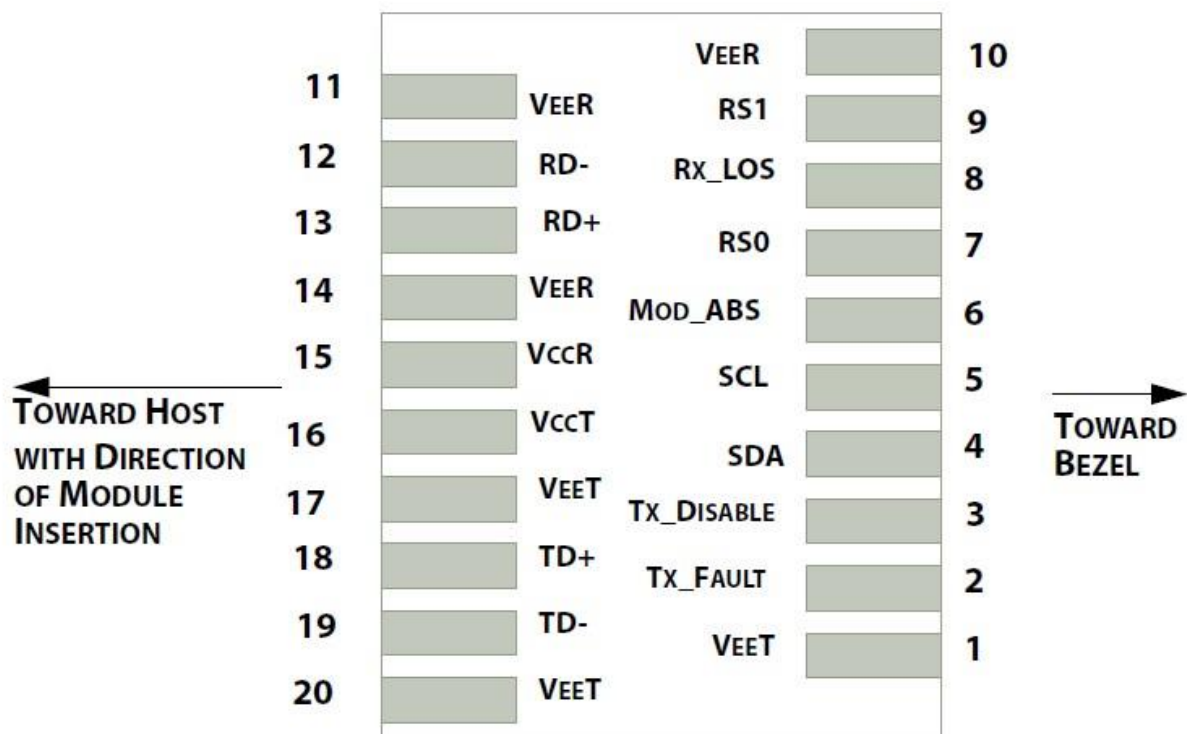 11 VEER
12 RD-
13 RD+
14 VEER
15 VCCR
16 VCCT
17 VEET
18 TD+
19 TD-
20 VEET
VEER 10
RS1 9
RX_LOS 8
RS0 7
MOD_ABS 6
SCL 5
SDA 4
TX_DISABLE 3
TX_FAULT 2
VEET 1
TOWARD HOST
WITH DIRECTION
OF MODULE
INSERTION
TOWARD
BEZEL